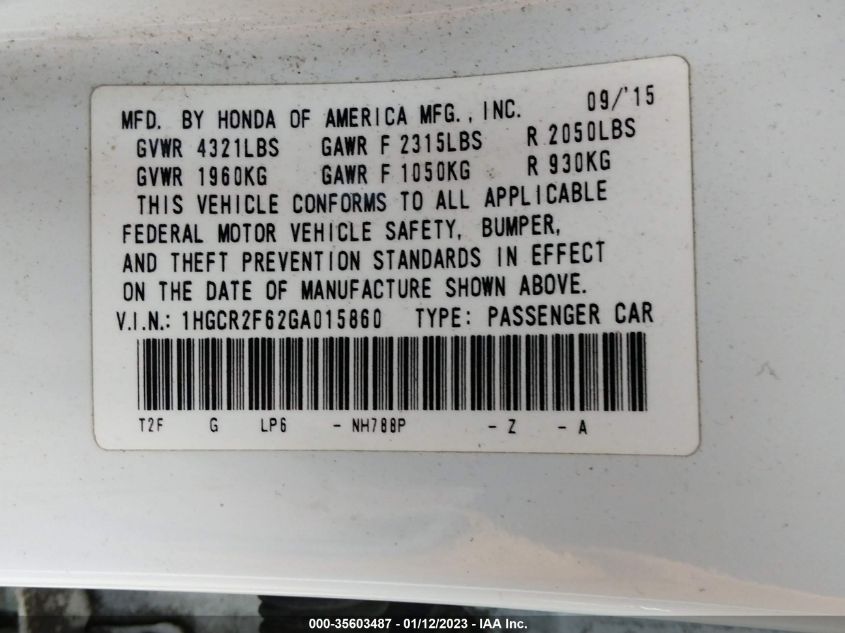 MFD. BY HONDA OF AMERICA MFG., INC. 09/'15
GVWR 4321LBS GAWR F 2315LBS R 2050LBS
GVWR 1960KG GAWR F 1050KG R 930KG
THIS VEHICLE CONFORMS TO ALL APPLICABLE
FEDERAL MOTOR VEHICLE SAFETY, BUMPER,
AND THEFT PREVENTION STANDARDS IN EFFECT
ON THE DATE OF MANUFACTURE SHOWN ABOVE.
V.I.N.: 1HGCR2F62GA015860 TYPE: PASSENGER CAR
T2F G LP6 - NH788P - Z - A
000-35603487 - 01/12/2023 - IAA Inc.